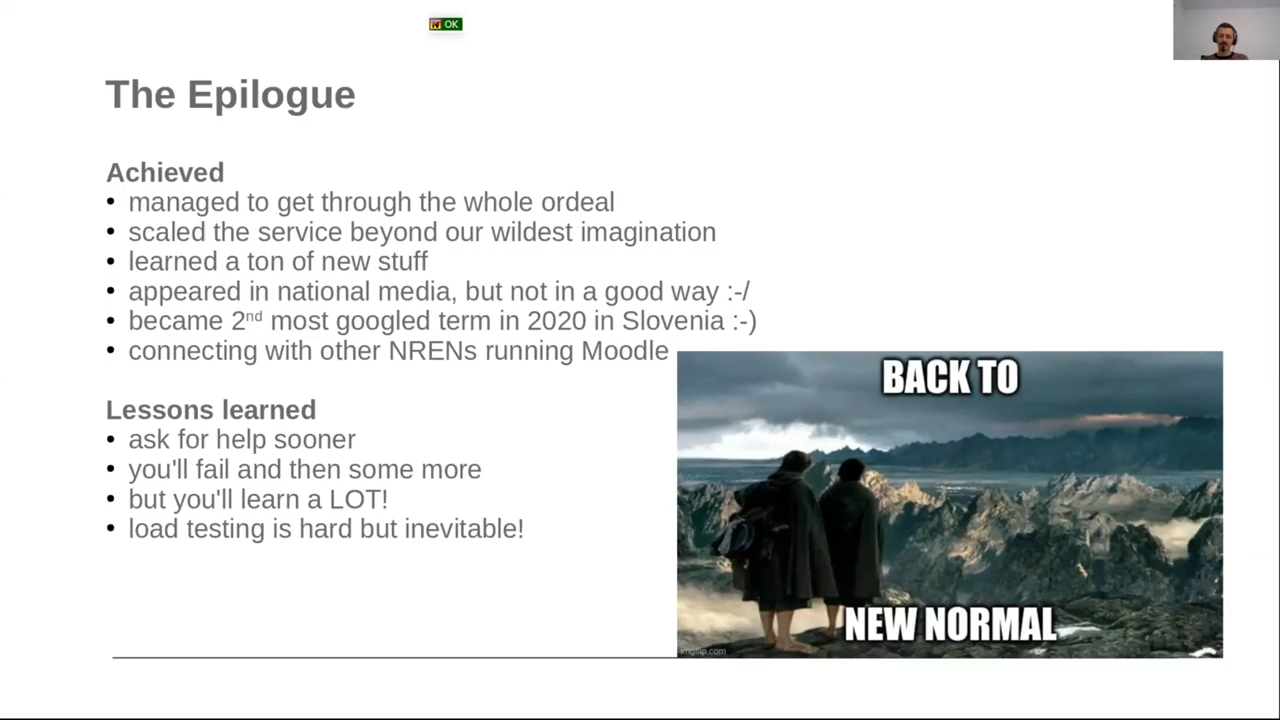 OK
The Epilogue
Achieved
• managed to get through the whole ordeal
• scaled the service beyond our wildest imagination
• learned a ton of new stuff
• appeared in national media, but not in a good way :-/
• became 2nd most googled term in 2020 in Slovenia :-)
• connecting with other NRENs running Moodle
Lessons learned
• ask for help sooner
• you'll fail and then some more
• but you'll learn a LOT!
• load testing is hard but inevitable!
BACK TO
NEW NORMAL
imgflip.com